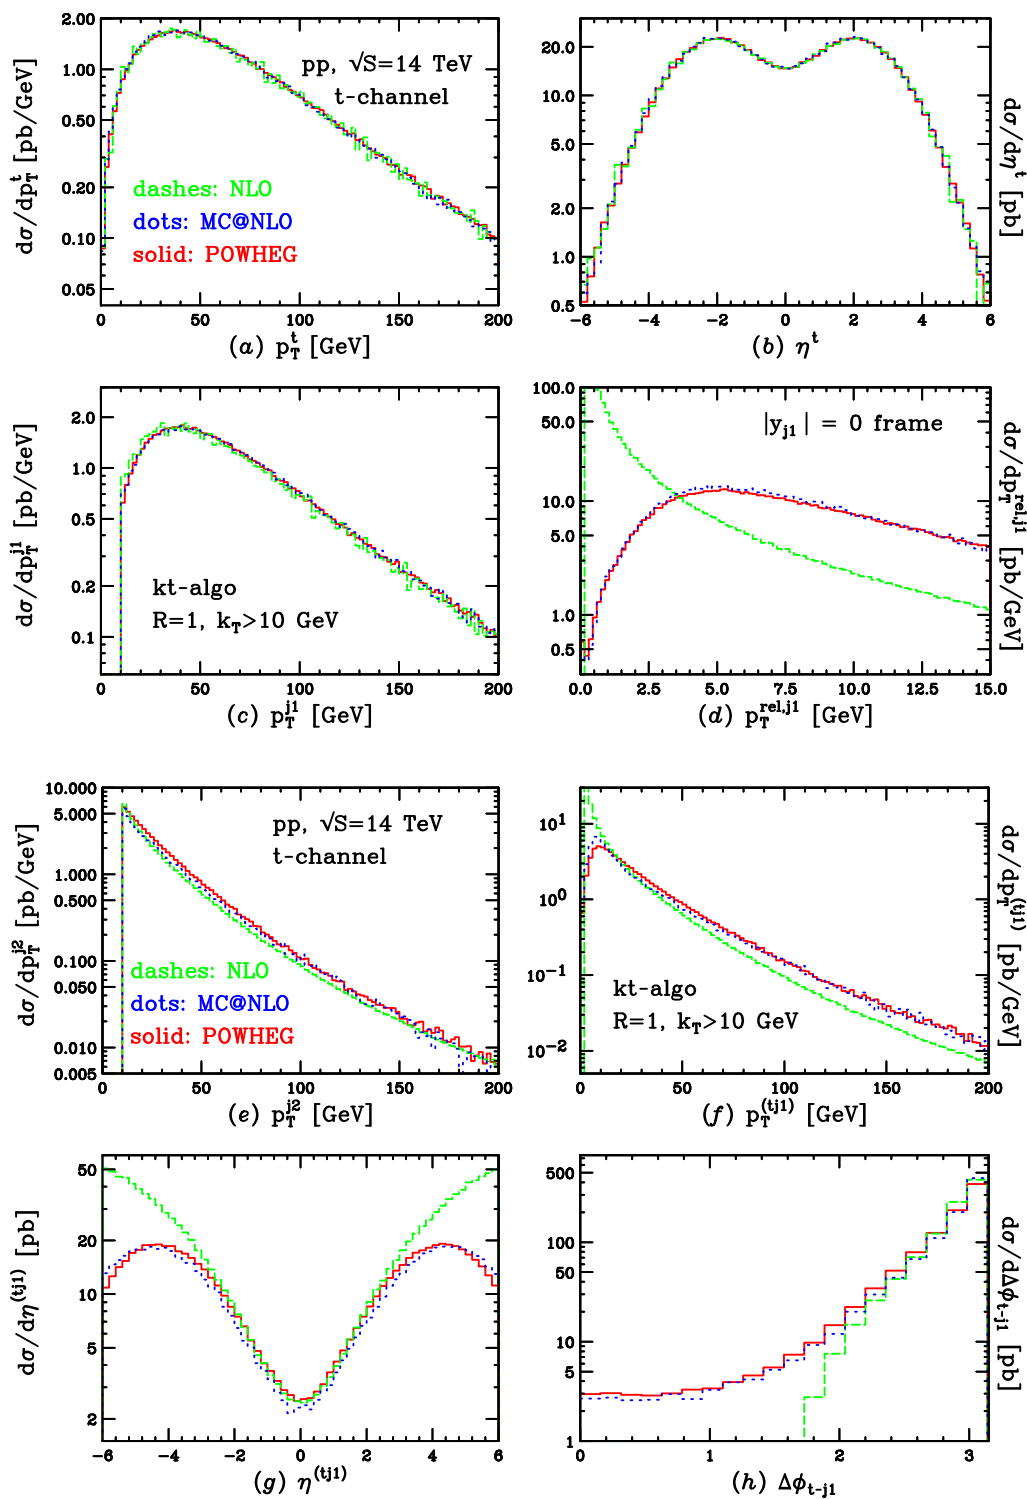 2.00
1.00
0.50
0.20
0.10
0.05
dσ/dp_T^t [pb/GeV]
pp, √S=14 TeV
t-channel
dashes: NLO
dots: MC@NLO
solid: POWHEG
0 50 100 150 200
(a) p_T^t [GeV]
20.0
10.0
5.0
2.0
1.0
0.5
dσ/dη^t [pb]
-6 -4 -2 0 2 4 6
(b) η^t
2.0
1.0
0.5
0.2
0.1
dσ/dp_T^j1 [pb/GeV]
kt-algo
R=1, k_T>10 GeV
0 50 100 150 200
(c) p_T^j1 [GeV]
100.0
50.0
10.0
5.0
1.0
0.5
dσ/dp_T^rel,j1 [pb/GeV]
|y_j1| = 0 frame
0.0 2.5 5.0 7.5 10.0 12.5 15.0
(d) p_T^rel,j1 [GeV]
10.000
5.000
1.000
0.500
0.100
0.050
0.010
0.005
dσ/dp_T^j2 [pb/GeV]
pp, √S=14 TeV
t-channel
dashes: NLO
dots: MC@NLO
solid: POWHEG
0 50 100 150 200
(e) p_T^j2 [GeV]
10^1
10^0
10^-1
10^-2
dσ/dp_T^(tj1) [pb/GeV]
kt-algo
R=1, k_T>10 GeV
0 50 100 150 200
(f) p_T^(tj1) [GeV]
50
20
10
5
2
dσ/dη^(tj1) [pb]
-6 -4 -2 0 2 4 6
(g) η^(tj1)
500
100
50
10
5
1
dσ/dΔϕ_t-j1 [pb]
0 1 2 3
(h) Δϕ_t-j1